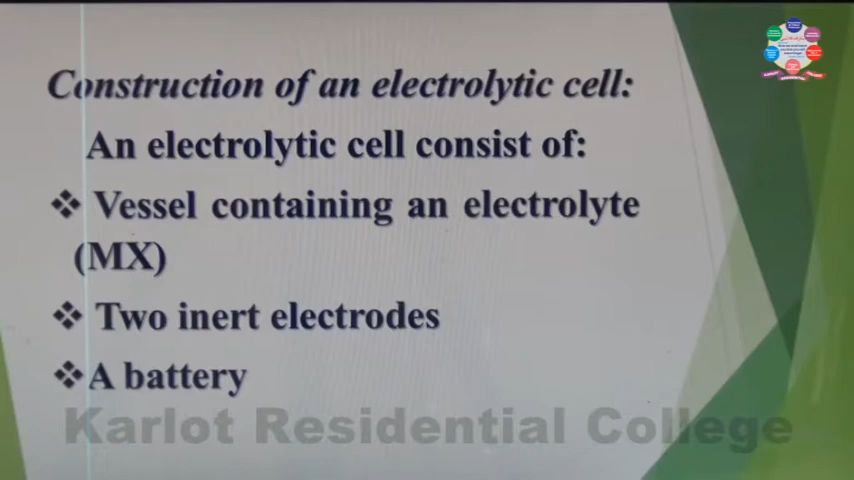 Construction of an electrolytic cell:
An electrolytic cell consist of:
❖ Vessel containing an electrolyte
(MX)
❖ Two inert electrodes
❖ A battery
Karlot Residential College